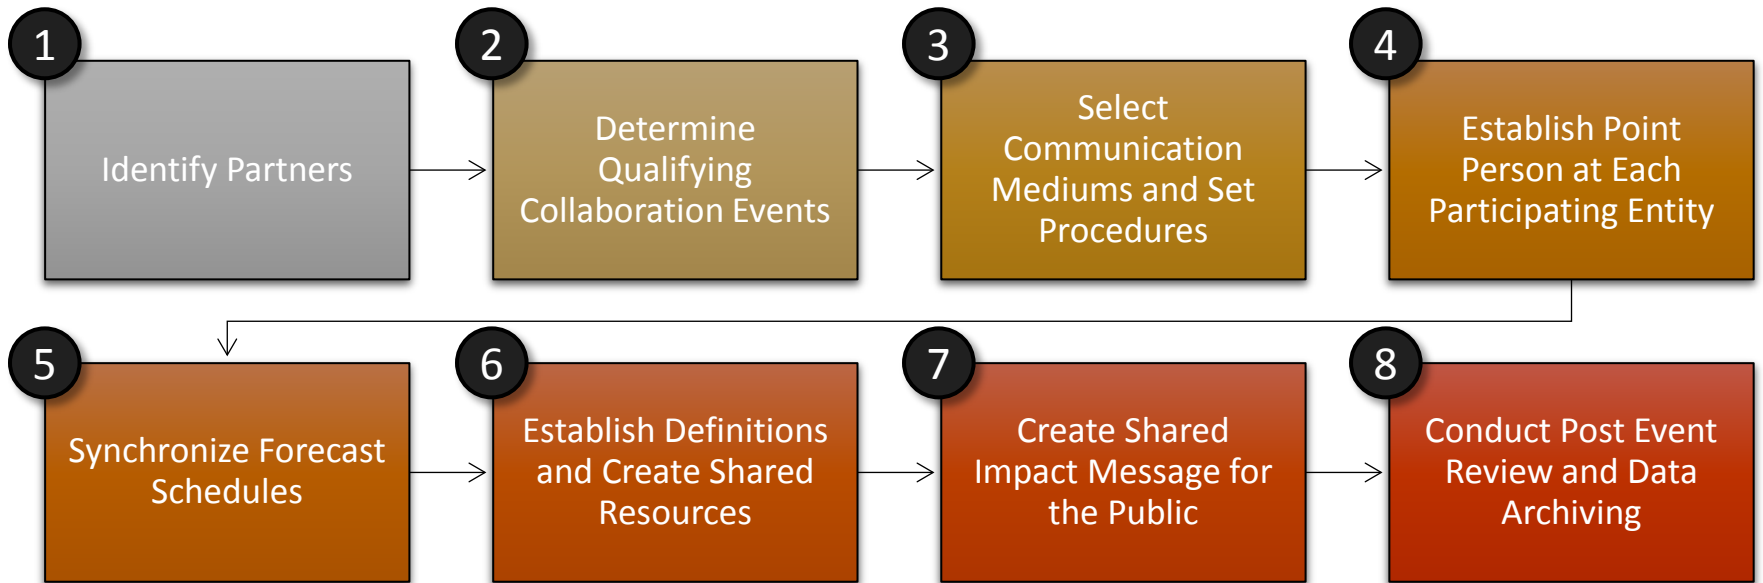 1
Identify Partners
2
Determine
Qualifying
Collaboration Events
3
Select
Communication
Mediums and Set
Procedures
4
Establish Point
Person at Each
Participating Entity
5
Synchronize Forecast
Schedules
6
Establish Definitions
and Create Shared
Resources
7
Create Shared
Impact Message for
the Public
8
Conduct Post Event
Review and Data
Archiving